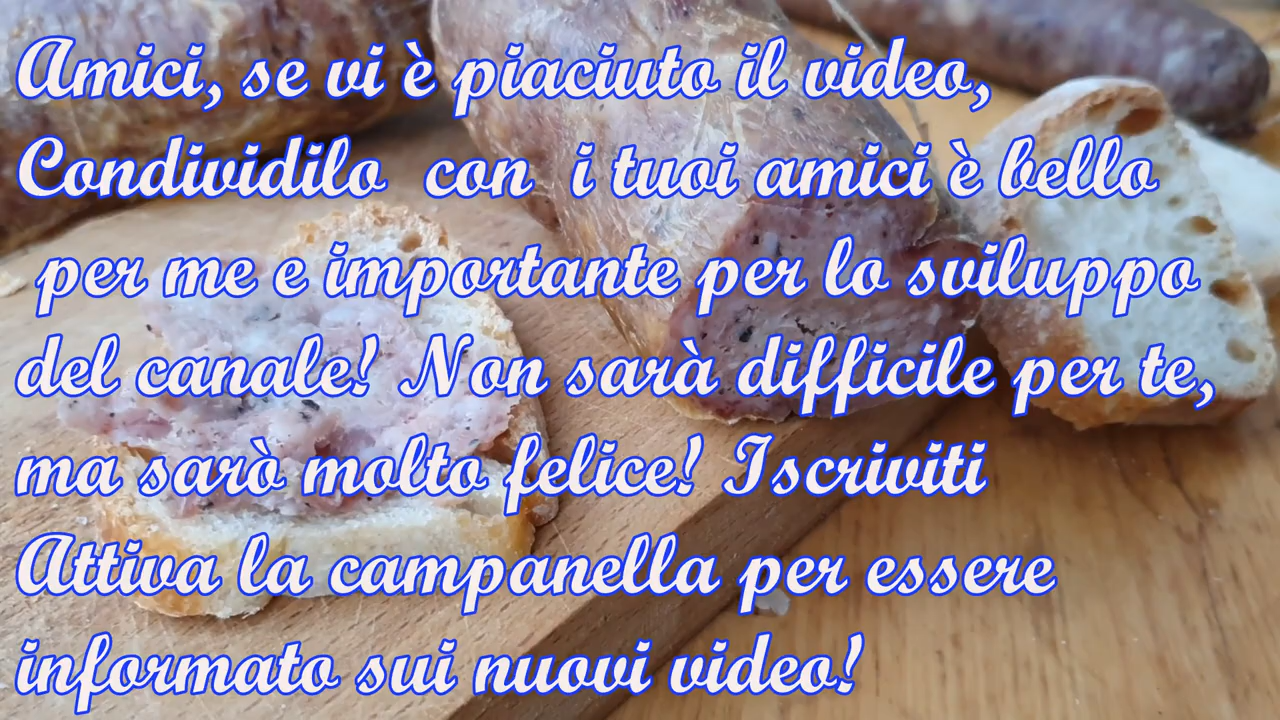 Amici, se vi è piaciuto il video,
Condividilo con i tuoi amici è bello
per me e importante per lo sviluppo
del canale! Non sarà difficile per te,
ma sarò molto felice! Iscriviti
Attiva la campanella per essere
informato sui nuovi video!